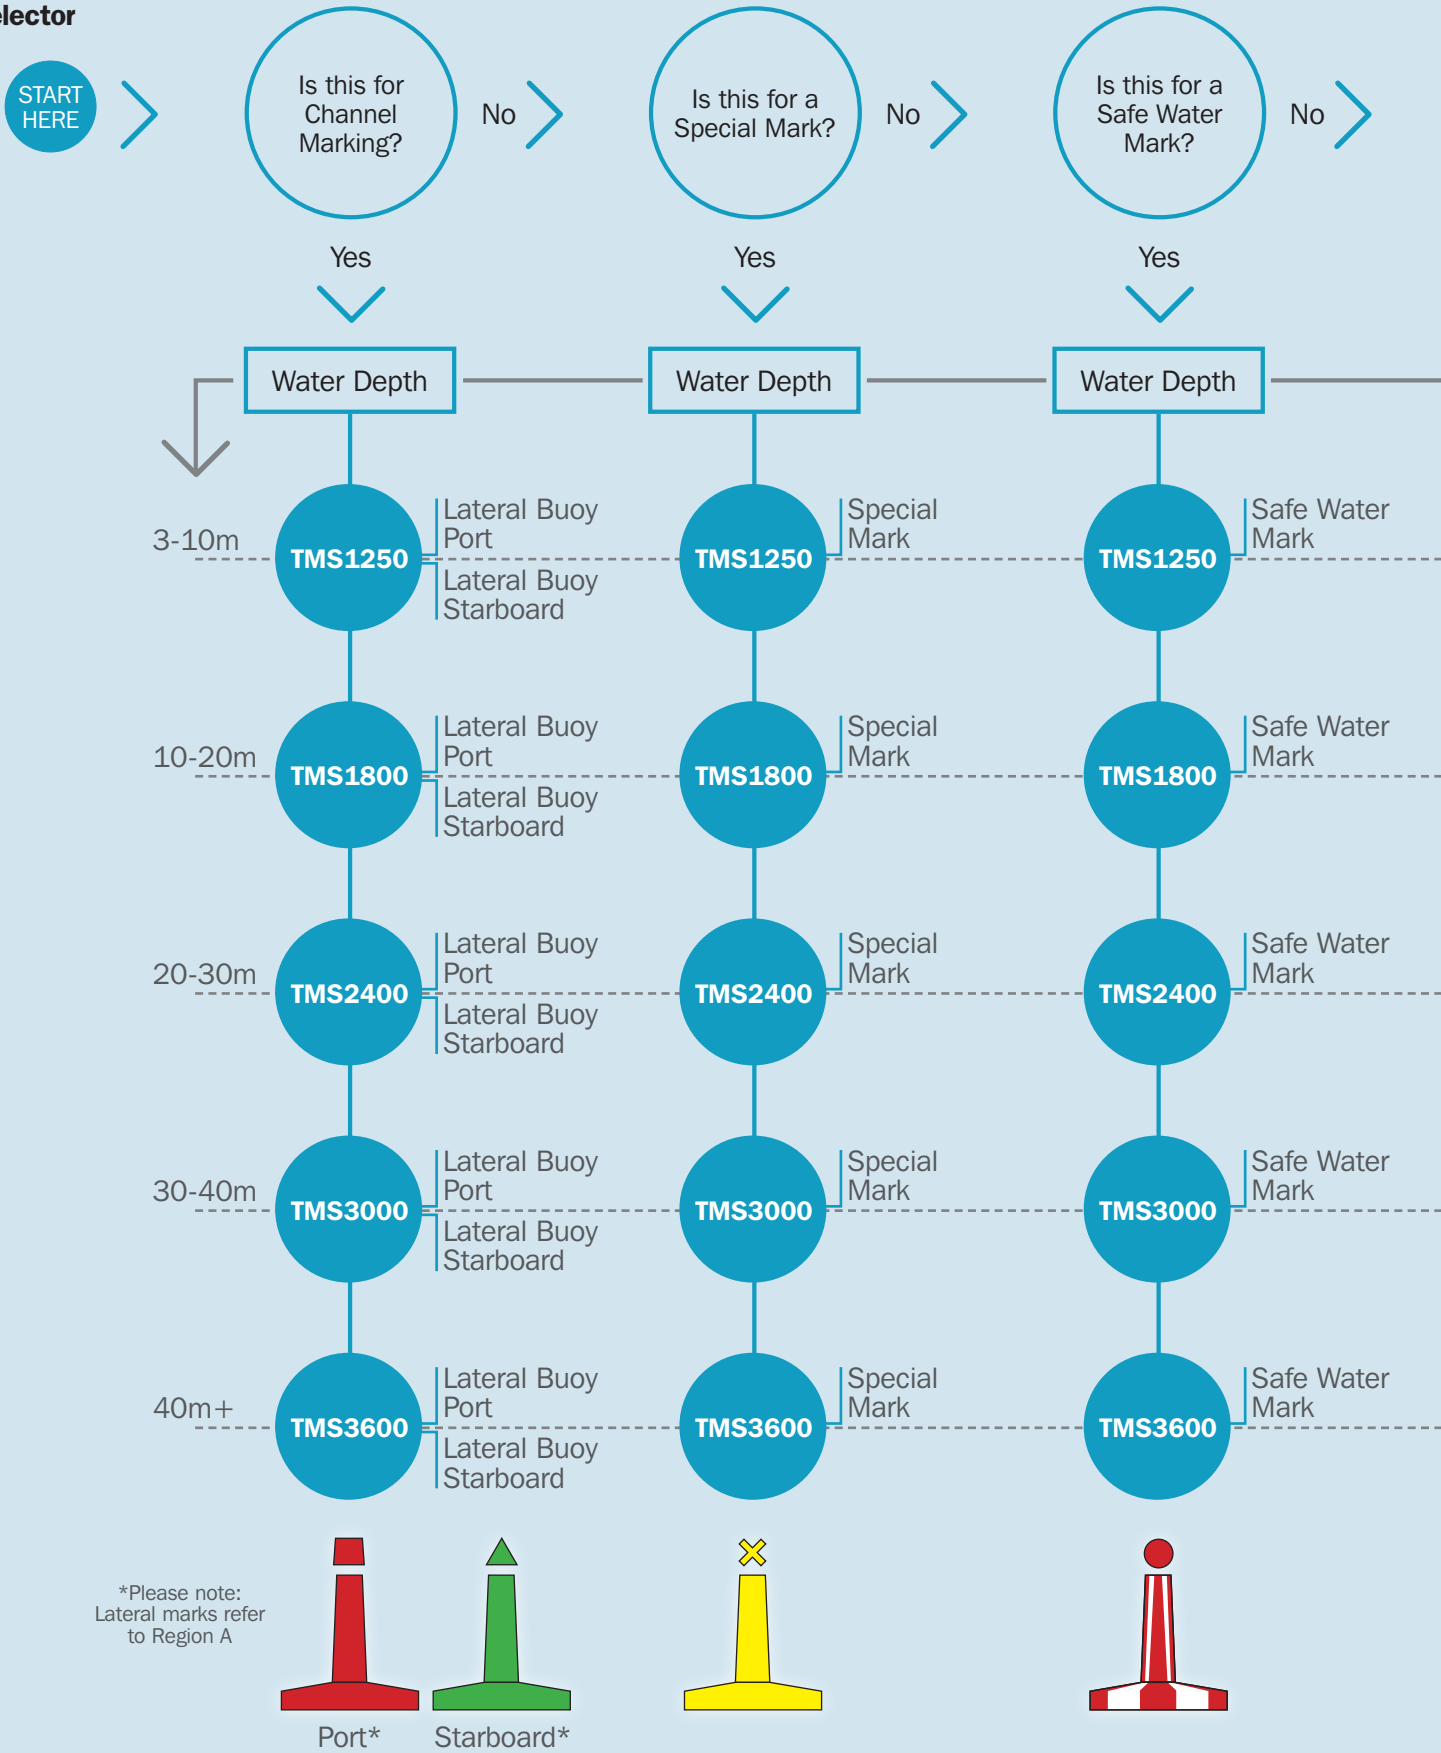 elector
START
HERE
Is this for
Channel
Marking?
No
Is this for a
Special Mark?
No
Is this for a
Safe Water
Mark?
No
Yes
Yes
Yes
Water Depth
Water Depth
Water Depth
3-10m
TMS1250
Lateral Buoy
Port
Lateral Buoy
Starboard
TMS1250
Special
Mark
TMS1250
Safe Water
Mark
10-20m
TMS1800
Lateral Buoy
Port
Lateral Buoy
Starboard
TMS1800
Special
Mark
TMS1800
Safe Water
Mark
20-30m
TMS2400
Lateral Buoy
Port
Lateral Buoy
Starboard
TMS2400
Special
Mark
TMS2400
Safe Water
Mark
30-40m
TMS3000
Lateral Buoy
Port
Lateral Buoy
Starboard
TMS3000
Special
Mark
TMS3000
Safe Water
Mark
40m+
TMS3600
Lateral Buoy
Port
Lateral Buoy
Starboard
TMS3600
Special
Mark
TMS3600
Safe Water
Mark
*Please note:
Lateral marks refer
to Region A
Port*
Starboard*